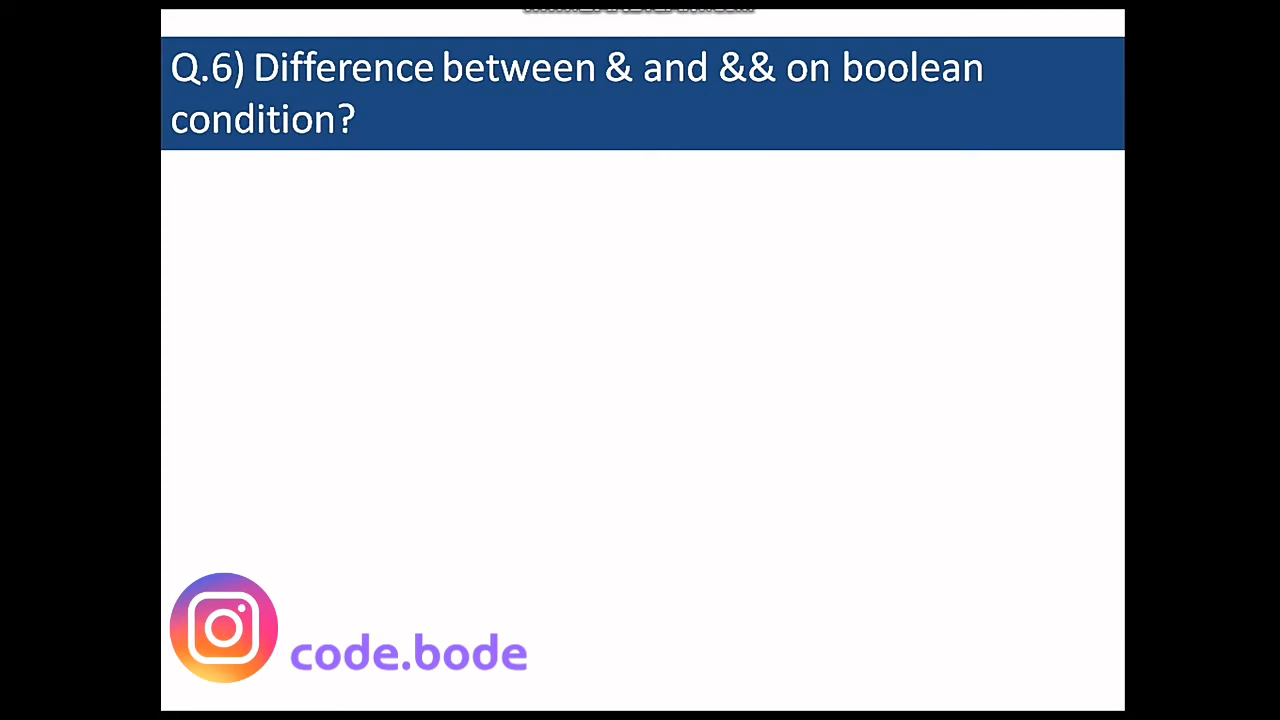 Q.6) Difference between & and && on boolean
condition?
code.bode